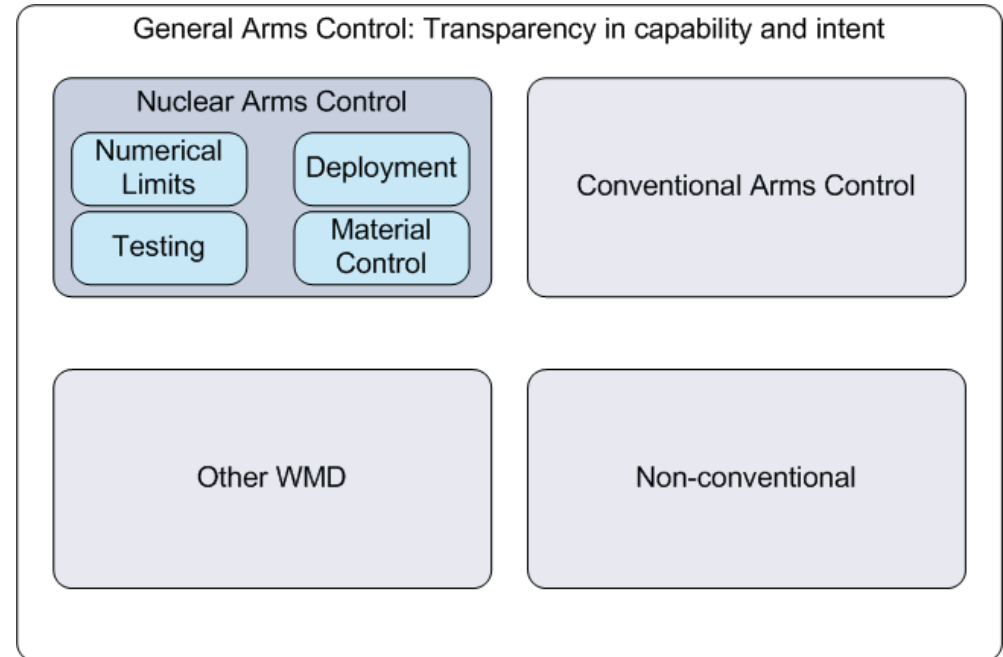 General Arms Control: Transparency in capability and intent
Nuclear Arms Control
Numerical
Limits
Deployment
Testing
Material
Control
Conventional Arms Control
Other WMD
Non-conventional